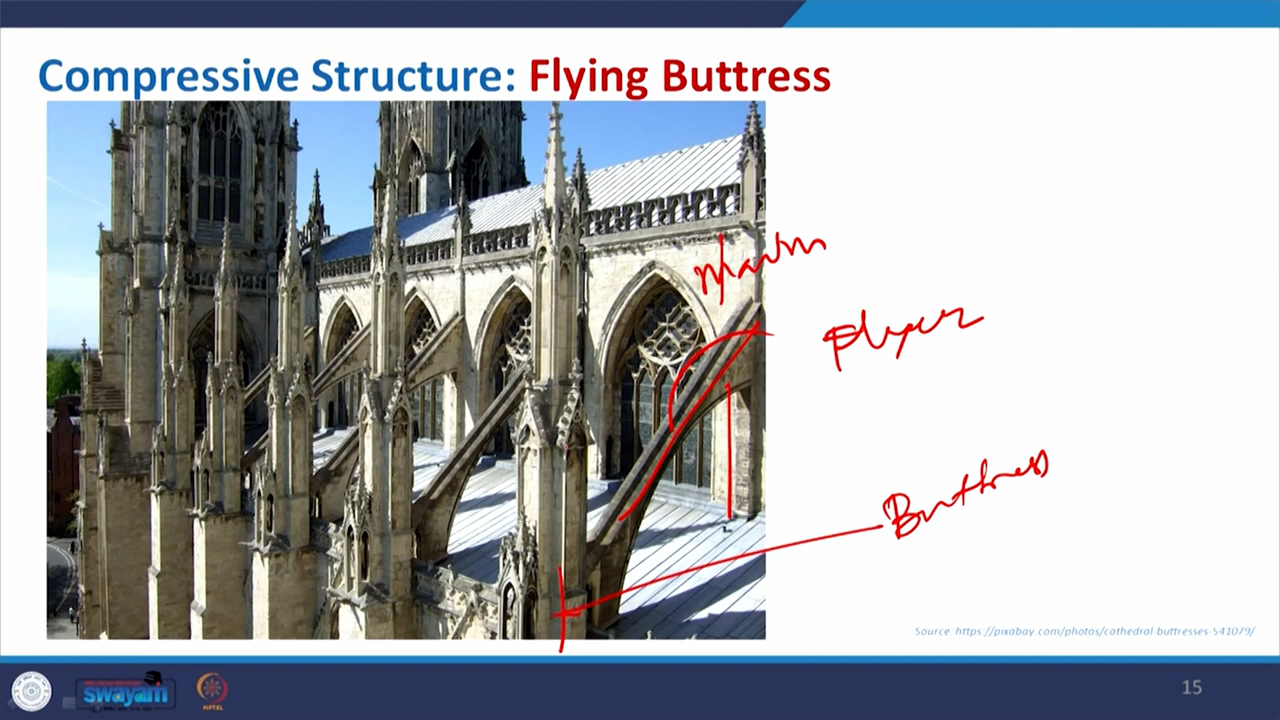 Compressive Structure: Flying Buttress
Flyer
Buttress
Source: https://pixabay.com/photos/cathedral-buttresses-541079/
swayam
NPTEL
15